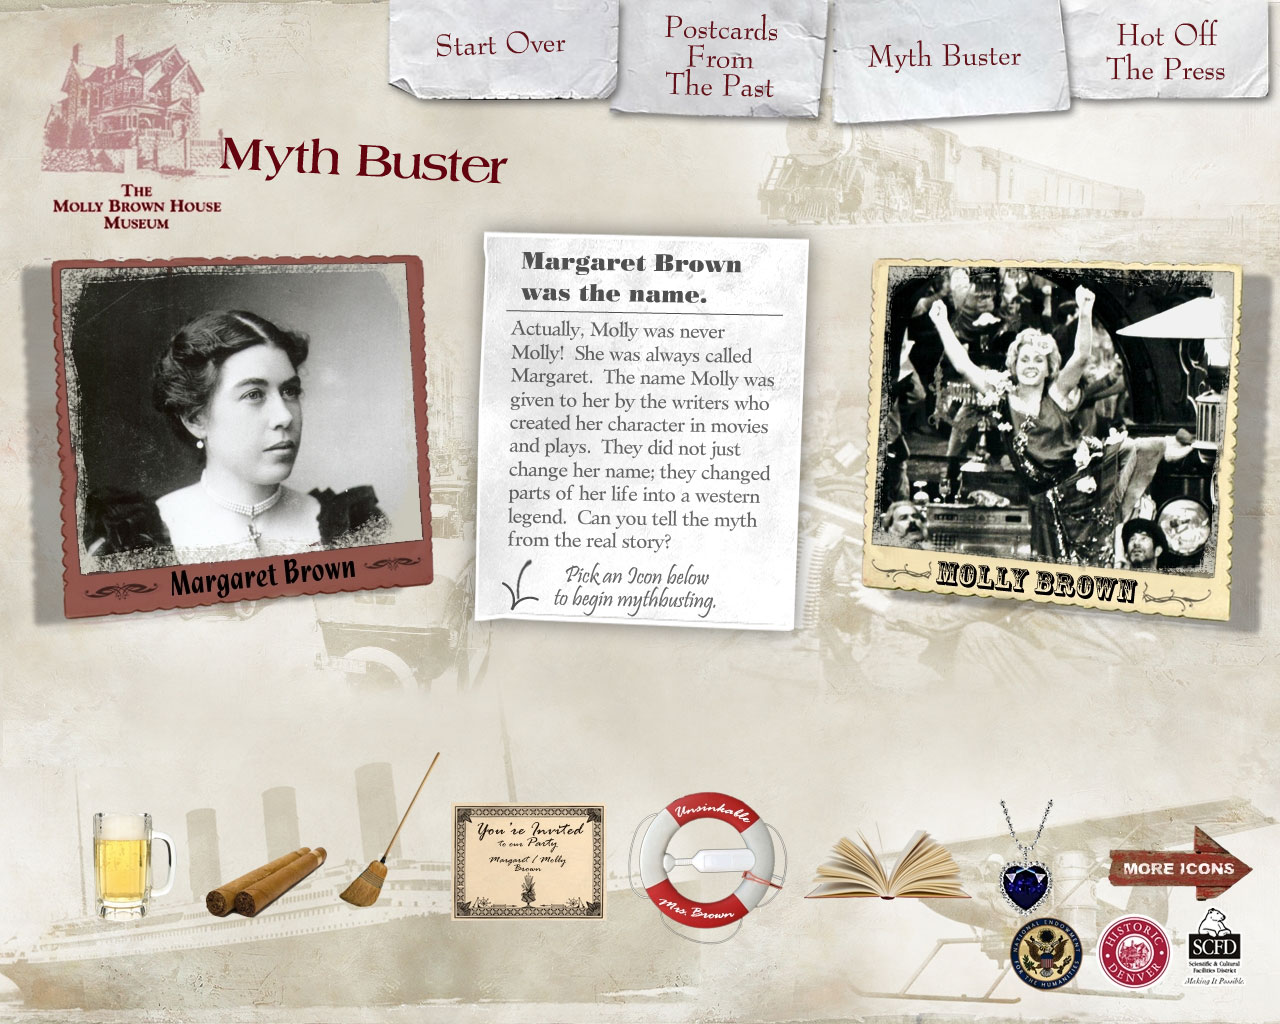 Start Over
Postcards
From
The Past
Myth Buster
Hot Off
The Press
Myth Buster
The
Molly Brown House
Museum
Margaret Brown
was the name.
Actually, Molly was never
Molly! She was always called
Margaret. The name Molly was
given to her by the writers who
created her character in movies
and plays. They did not just
change her name; they changed
parts of her life into a western
legend. Can you tell the myth
from the real story?
Pick an Icon below
to begin mythbusting.
Margaret Brown
MOLLY BROWN
You're Invited
to our Party
Margaret / Molly
Brown
Unsinkable
Mrs. Brown
MORE ICONS
NATIONAL ENDOWMENT
FOR THE HUMANITIES
HISTORIC
DENVER
SCFD
Scientific & Cultural
Facilities District
Making It Possible.